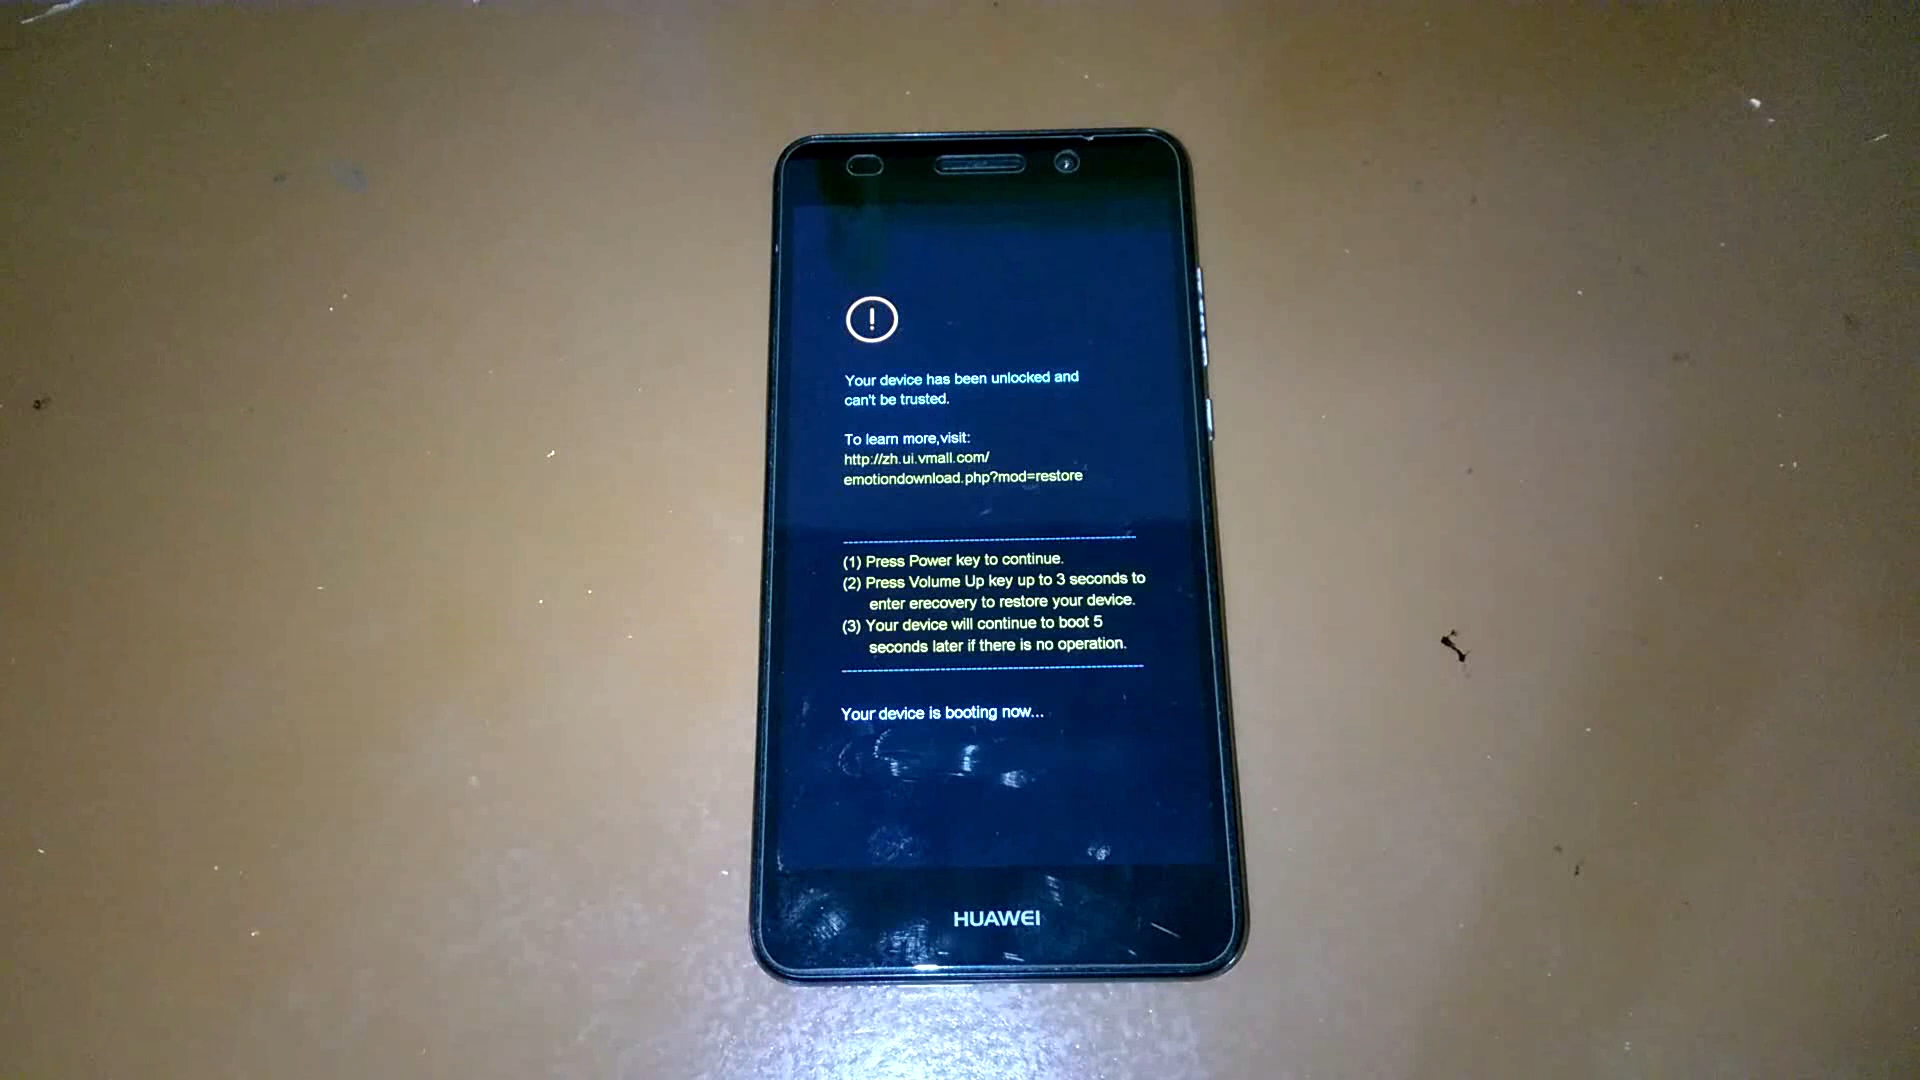 Your device has been unlocked and
can't be trusted.
To learn more,visit:
http://zh.ui.vmall.com/
emotiondownload.php?mod=restore
(1) Press Power key to continue.
(2) Press Volume Up key up to 3 seconds to
enter erecovery to restore your device.
(3) Your device will continue to boot 5
seconds later if there is no operation.
Your device is booting now...
HUAWEI